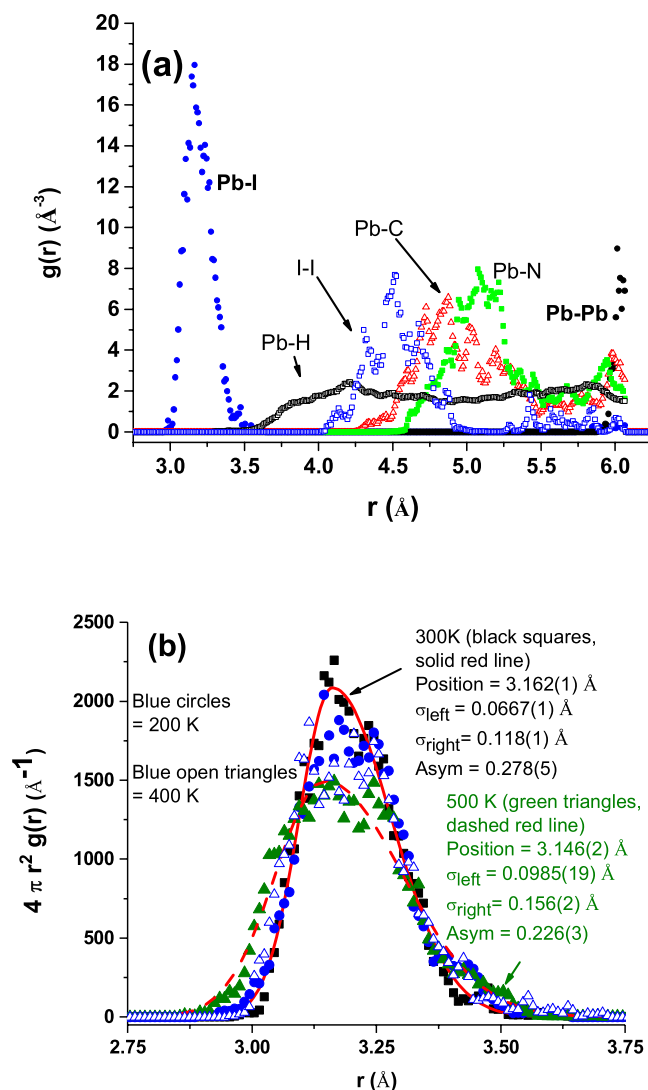 20
18
16
14
12
10
8
6
4
2
0
g(r) (Å⁻³)
(a)
Pb-I
Pb-C
I-I
Pb-N
Pb-Pb
Pb-H
3.0 3.5 4.0 4.5 5.0 5.5 6.0
r (Å)
2500
2000
1500
1000
500
0
4 π r² g(r) (Å⁻¹)
(b)
Blue circles
= 200 K
Blue open triangles
= 400 K
300K (black squares,
solid red line)
Position = 3.162(1) Å
σleft = 0.0667(1) Å
σright = 0.118(1) Å
Asym = 0.278(5)
500 K (green triangles,
dashed red line)
Position = 3.146(2) Å
σleft = 0.0985(19) Å
σright = 0.156(2) Å
Asym = 0.226(3)
2.75 3.00 3.25 3.50 3.75
r (Å)